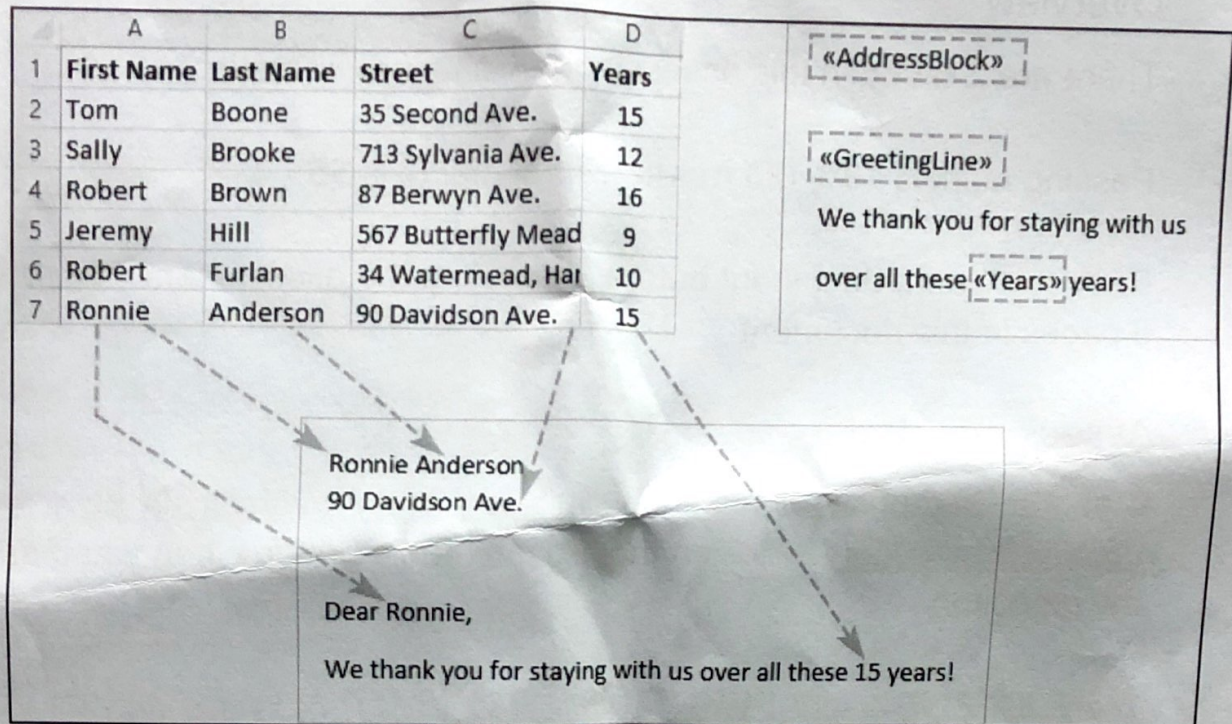 A B C D
1 First Name Last Name Street Years
2 Tom Boone 35 Second Ave. 15
3 Sally Brooke 713 Sylvania Ave. 12
4 Robert Brown 87 Berwyn Ave. 16
5 Jeremy Hill 567 Butterfly Mead 9
6 Robert Furlan 34 Watermead, Har 10
7 Ronnie Anderson 90 Davidson Ave. 15
«AddressBlock»
«GreetingLine»
We thank you for staying with us
over all these «Years» years!
Ronnie Anderson
90 Davidson Ave.
Dear Ronnie,
We thank you for staying with us over all these 15 years!